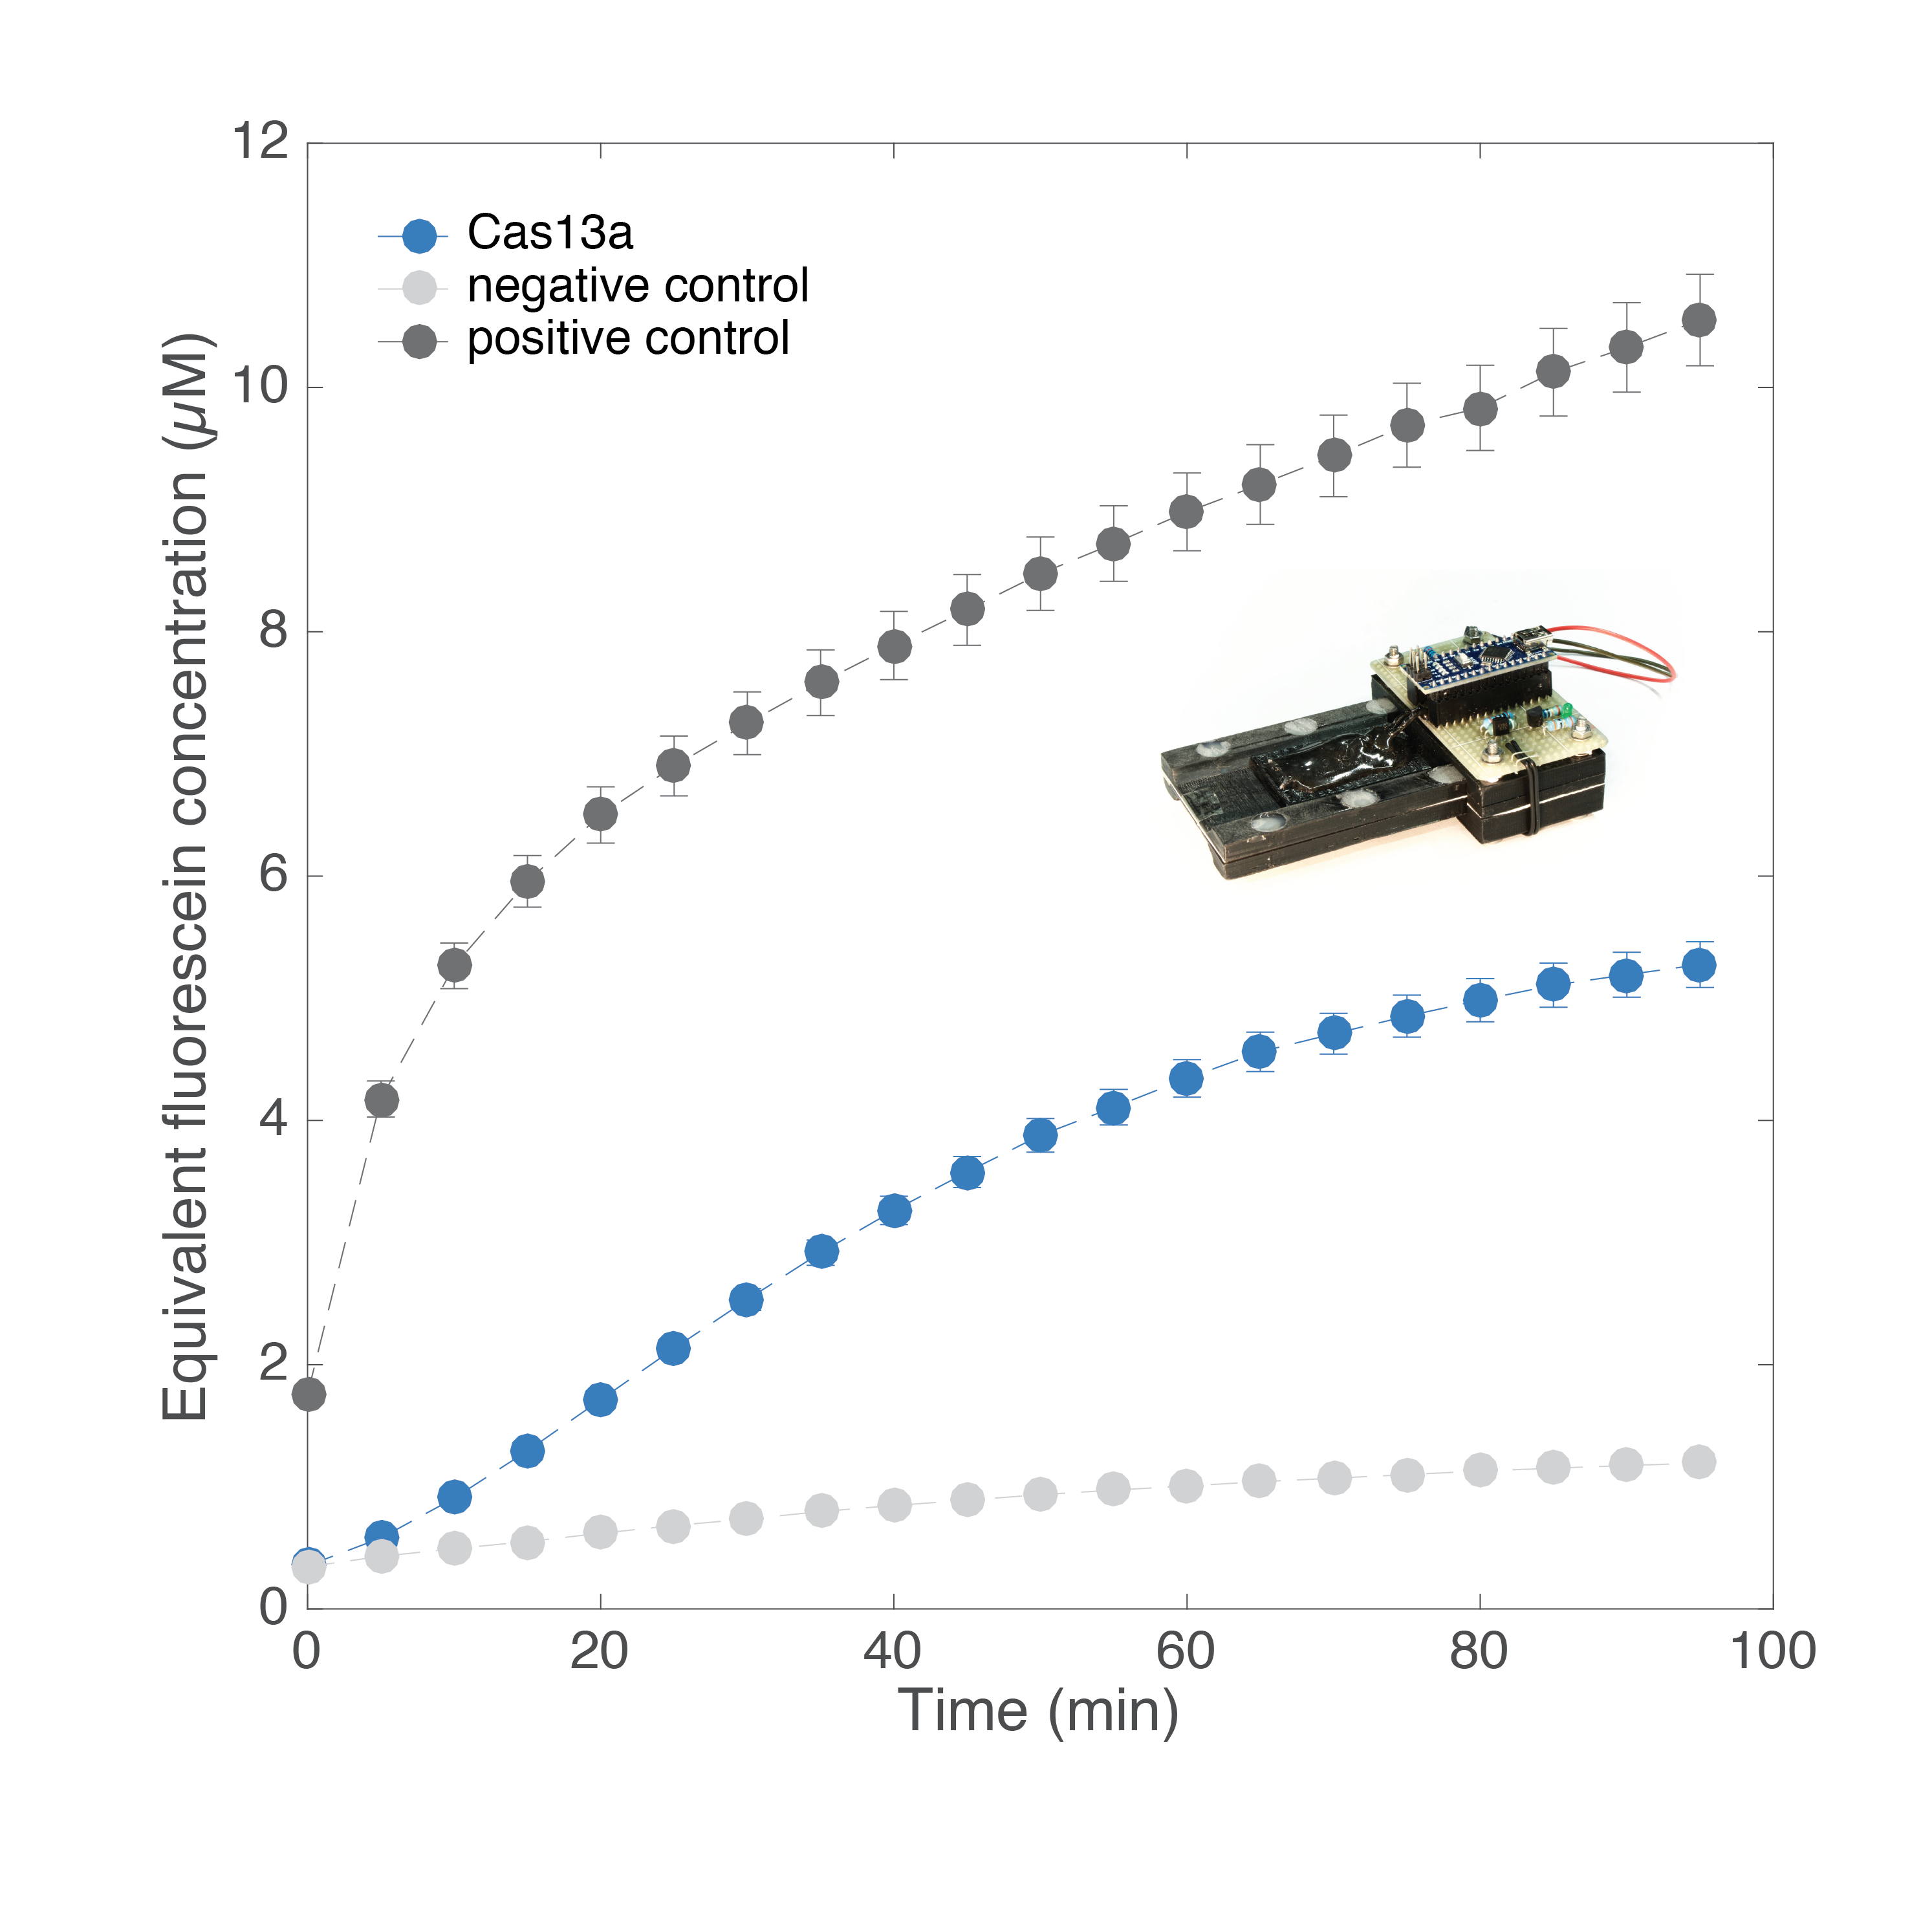 12
10
8
6
4
2
0
Equivalent fluorescein concentration (µM)
Cas13a
negative control
positive control
0 20 40 60 80 100
Time (min)